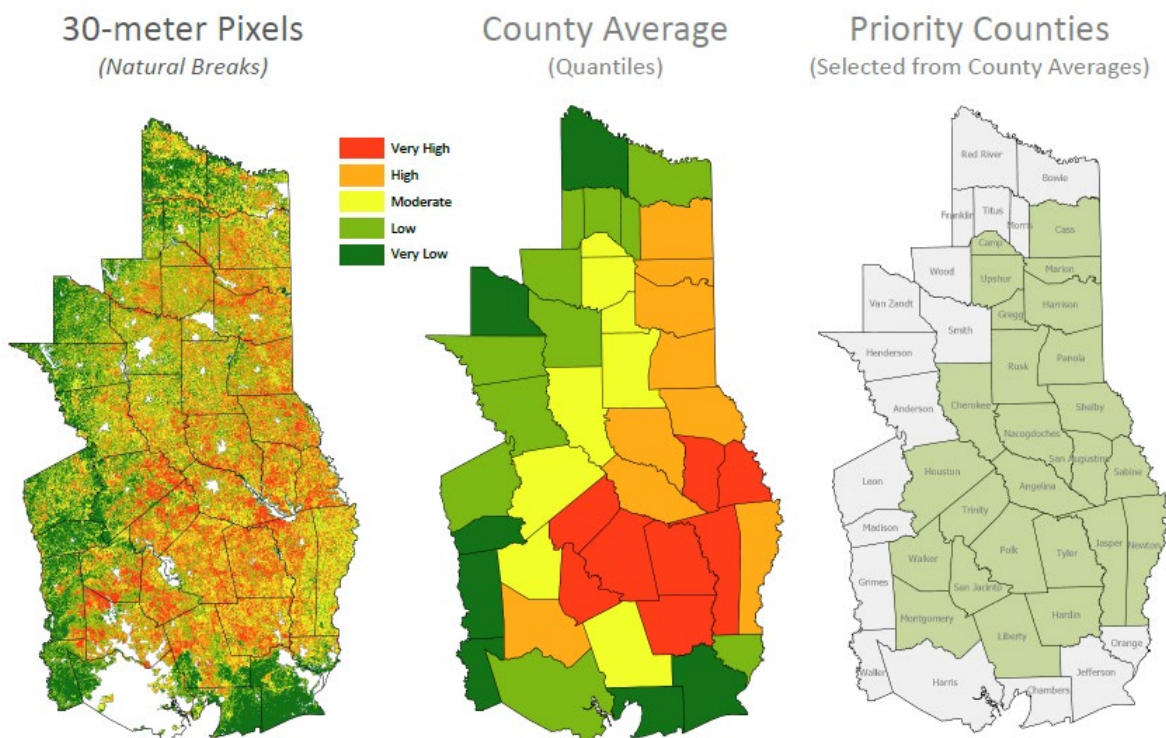 30-meter Pixels
(Natural Breaks)
County Average
(Quantiles)
Priority Counties
(Selected from County Averages)
Very High
High
Moderate
Low
Very Low
Red River
Bowie
Franklin
Titus
Morris
Cass
Camp
Wood
Upshur
Marion
Van Zandt
Gregg
Harrison
Smith
Henderson
Rusk
Panola
Anderson
Cherokee
Shelby
Nacogdoches
San Augustine
Leon
Houston
Sabine
Angelina
Trinity
Madison
Polk
Tyler
Jasper
Newton
Walker
Grimes
San Jacinto
Montgomery
Hardin
Liberty
Orange
Waller
Harris
Jefferson
Chambers